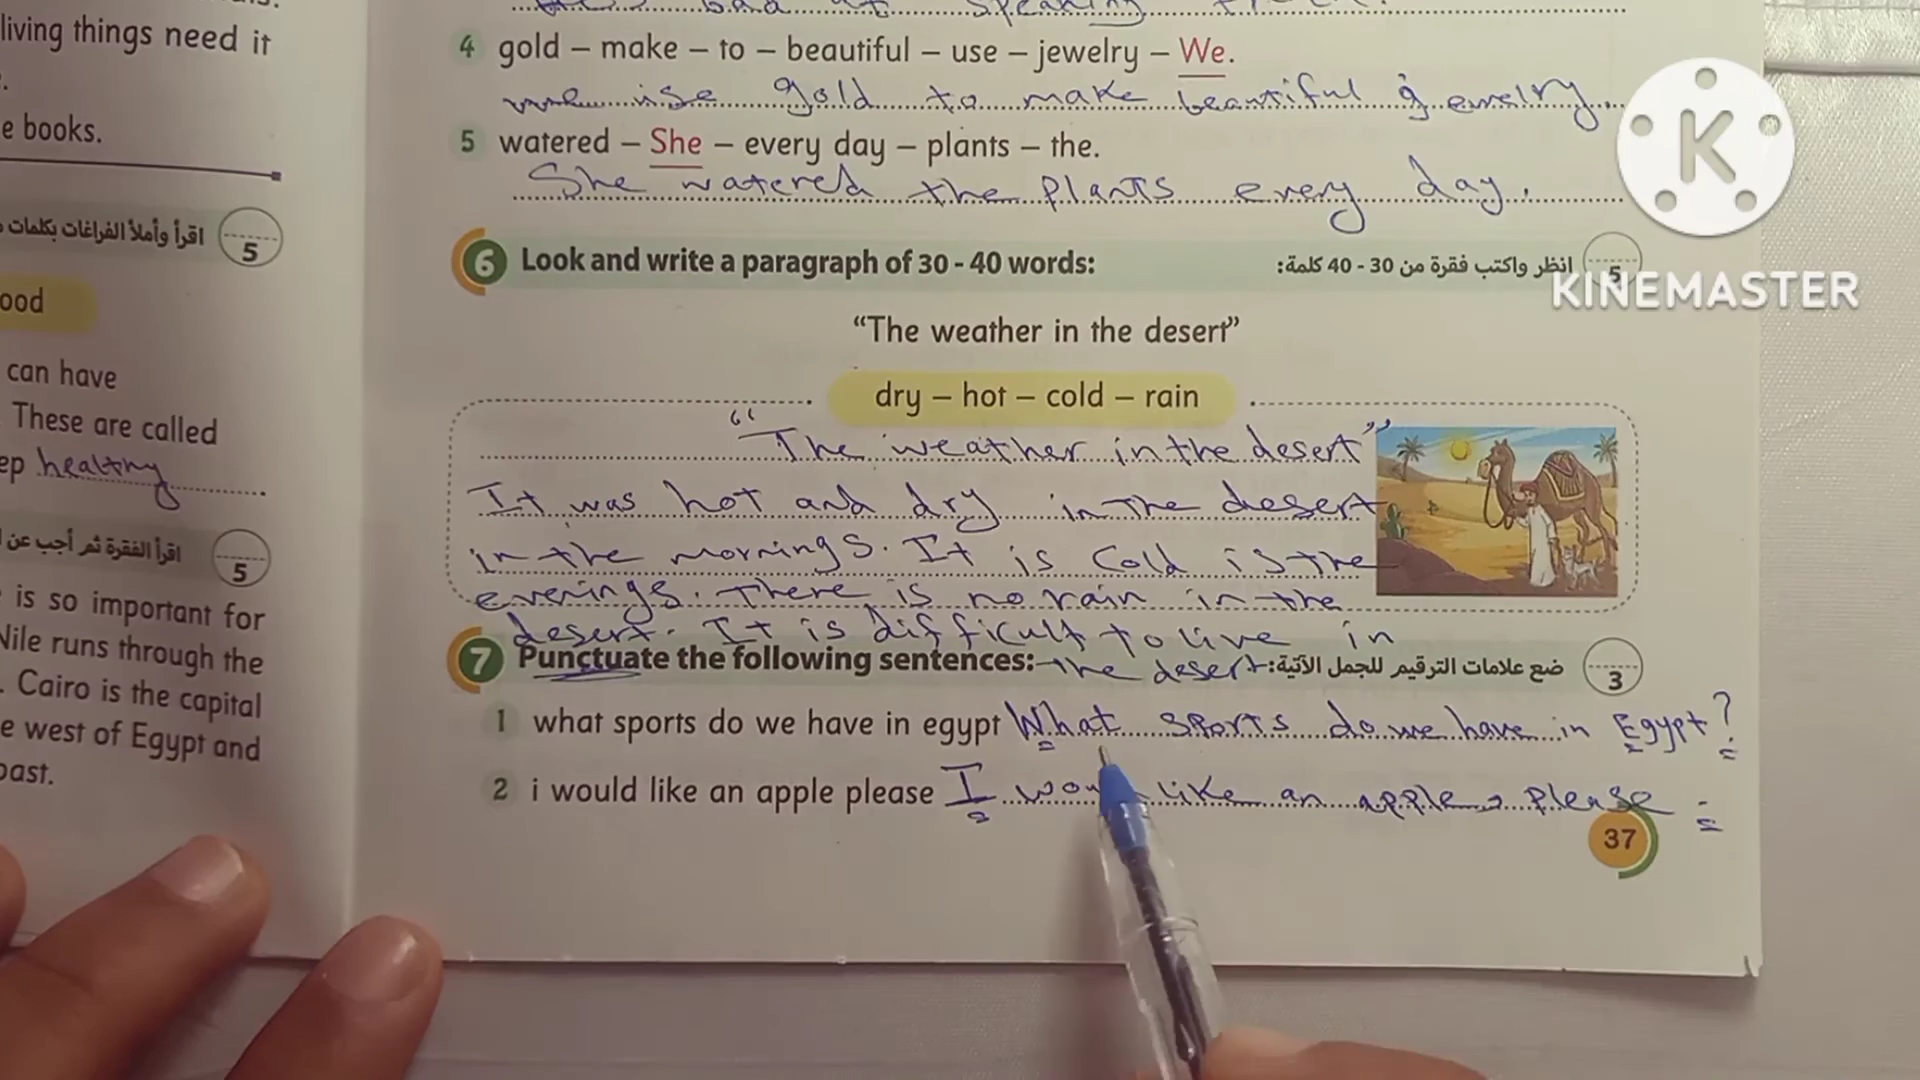 living things need it
e books.
اقرأ وأملأ الفراغات بكلمات
5
ood
can have
These are called
ep healthy
اقرأ الفقرة ثم أجب عن
5
is so important for
Nile runs through the
. Cairo is the capital
e west of Egypt and
past.
bad at speaking
4 gold – make – to – beautiful – use – jewelry – We.
we use gold to make beautiful jewelry
5 watered – She – every day – plants – the.
She watered the plants every day.
6 Look and write a paragraph of 30 - 40 words:
انظر واكتب فقرة من 30 - 40 كلمة:
5
“The weather in the desert”
dry – hot – cold – rain
“The weather in the desert”
It was hot and dry in the desert
in the mornings. It is Cold is the
evenings. There is no rain in the
desert. It is difficult to live in
the desert.
7 Punctuate the following sentences:
ضع علامات الترقيم للجمل الآتية:
3
1 what sports do we have in egypt What sports do we have in Egypt?
2 i would like an apple please I would like an apple, please.
37
K
KINEMASTER